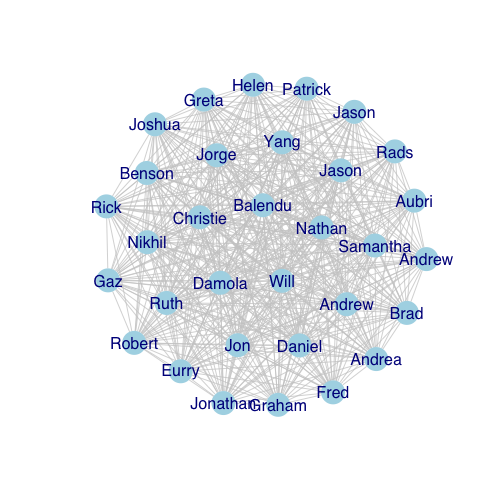 Helen
Patrick
Greta
Jason
Joshua
Yang
Rads
Jorge
Jason
Benson
Aubri
Rick
Balendu
Christie
Nathan
Nikhil
Samantha
Andrew
Gaz
Damola
Will
Ruth
Andrew
Brad
Robert
Jon
Daniel
Andrea
Eurry
Fred
Jonathan
Graham